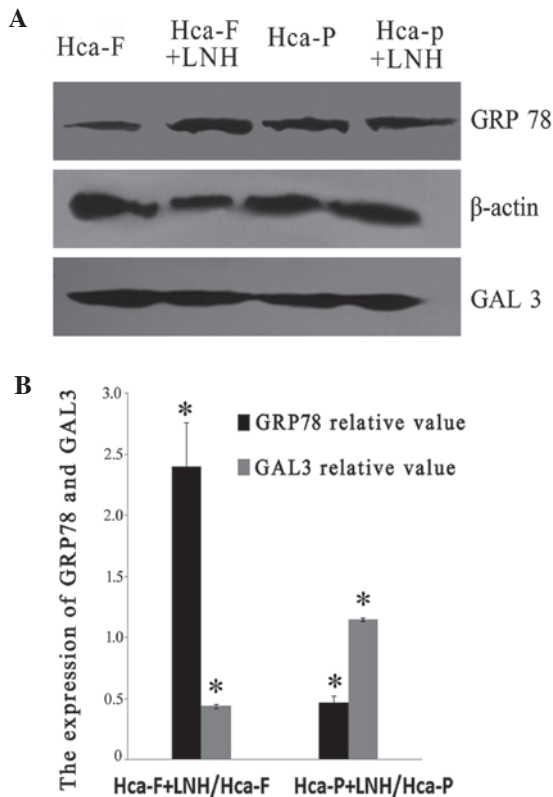 A
Hca-F
Hca-F
+LNH
Hca-P
Hca-p
+LNH
GRP 78
β-actin
GAL 3
B
The expression of GRP78 and GAL3
3.0
2.5
2.0
1.5
1.0
0.5
0
*
*
*
*
GRP78 relative value
GAL3 relative value
Hca-F+LNH/Hca-F
Hca-P+LNH/Hca-P